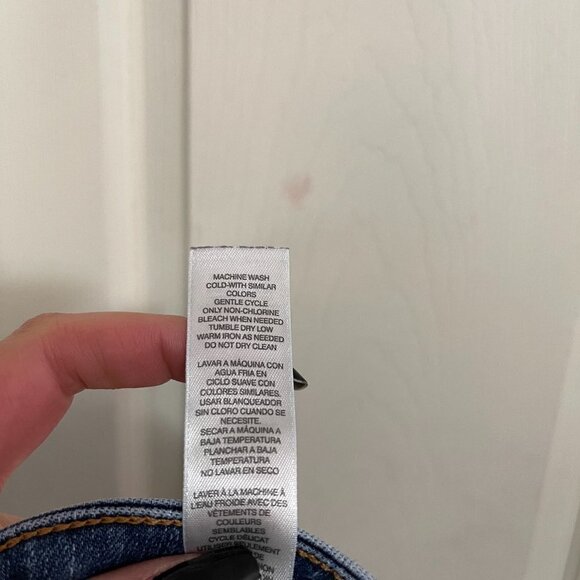 MACHINE WASH
COLD-WITH SIMILAR
COLORS
GENTLE CYCLE
ONLY NON-CHLORINE
BLEACH WHEN NEEDED
TUMBLE DRY LOW
WARM IRON AS NEEDED
DO NOT DRY CLEAN
LAVAR A MÁQUINA CON
AGUA FRIA EN
CICLO SUAVE CON
COLORES SIMILARES.
USAR BLANQUEADOR
SIN CLORO CUANDO SE
NECESITE.
SECAR A MÁQUINA A
BAJA TEMPERATURA
PLANCHAR A BAJA
TEMPERATURA
NO LAVAR EN SECO
LAVER À LA MACHINE À
L'EAU FROIDE AVEC DES
VÊTEMENTS DE
COULEURS
SEMBLABLES
CYCLE DÉLICAT
UTILISER SEULEMENT